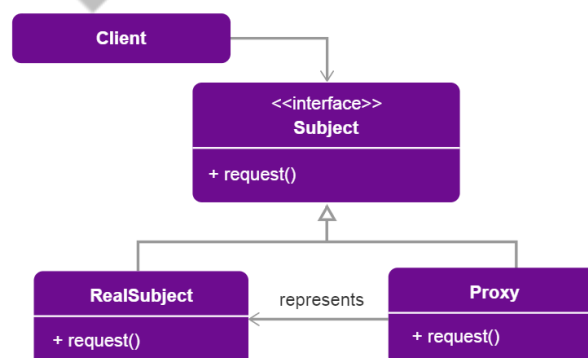 Client
<<interface>>
Subject
+ request()
RealSubject
represents
Proxy
+ request()
+ request()